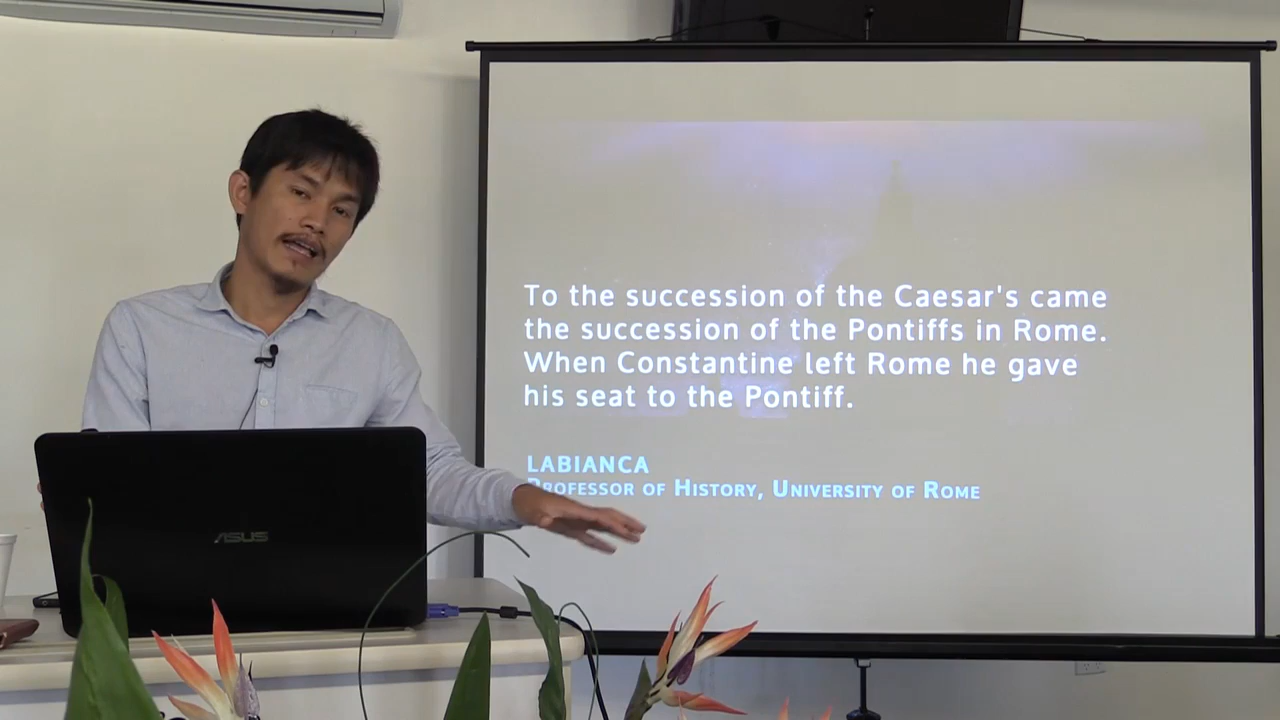 To the succession of the Caesar's came
the succession of the Pontiffs in Rome.
When Constantine left Rome he gave
his seat to the Pontiff.
LABIANCA
Professor of History, University of Rome
ASUS